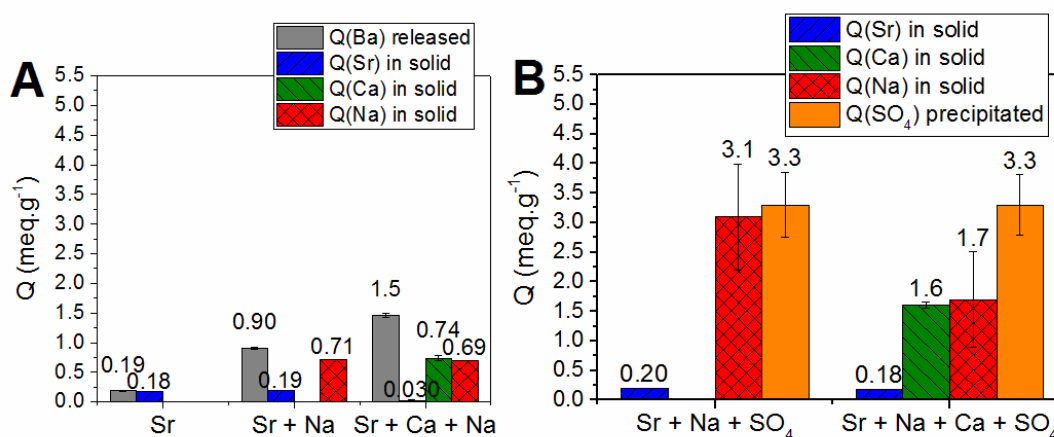 A
Q(Ba) released
Q(Sr) in solid
Q(Ca) in solid
Q(Na) in solid
Q (meq.g⁻¹)
5.5
5.0
4.5
4.0
3.5
3.0
2.5
2.0
1.5
1.0
0.5
0.0
0.19
0.18
0.90
0.19
0.71
1.5
0.030
0.74
0.69
Sr
Sr + Na
Sr + Ca + Na
B
Q(Sr) in solid
Q(Ca) in solid
Q(Na) in solid
Q(SO₄) precipitated
Q (meq.g⁻¹)
5.5
5.0
4.5
4.0
3.5
3.0
2.5
2.0
1.5
1.0
0.5
0.0
0.20
3.1
3.3
0.18
1.6
1.7
3.3
Sr + Na + SO₄
Sr + Na + Ca + SO₄